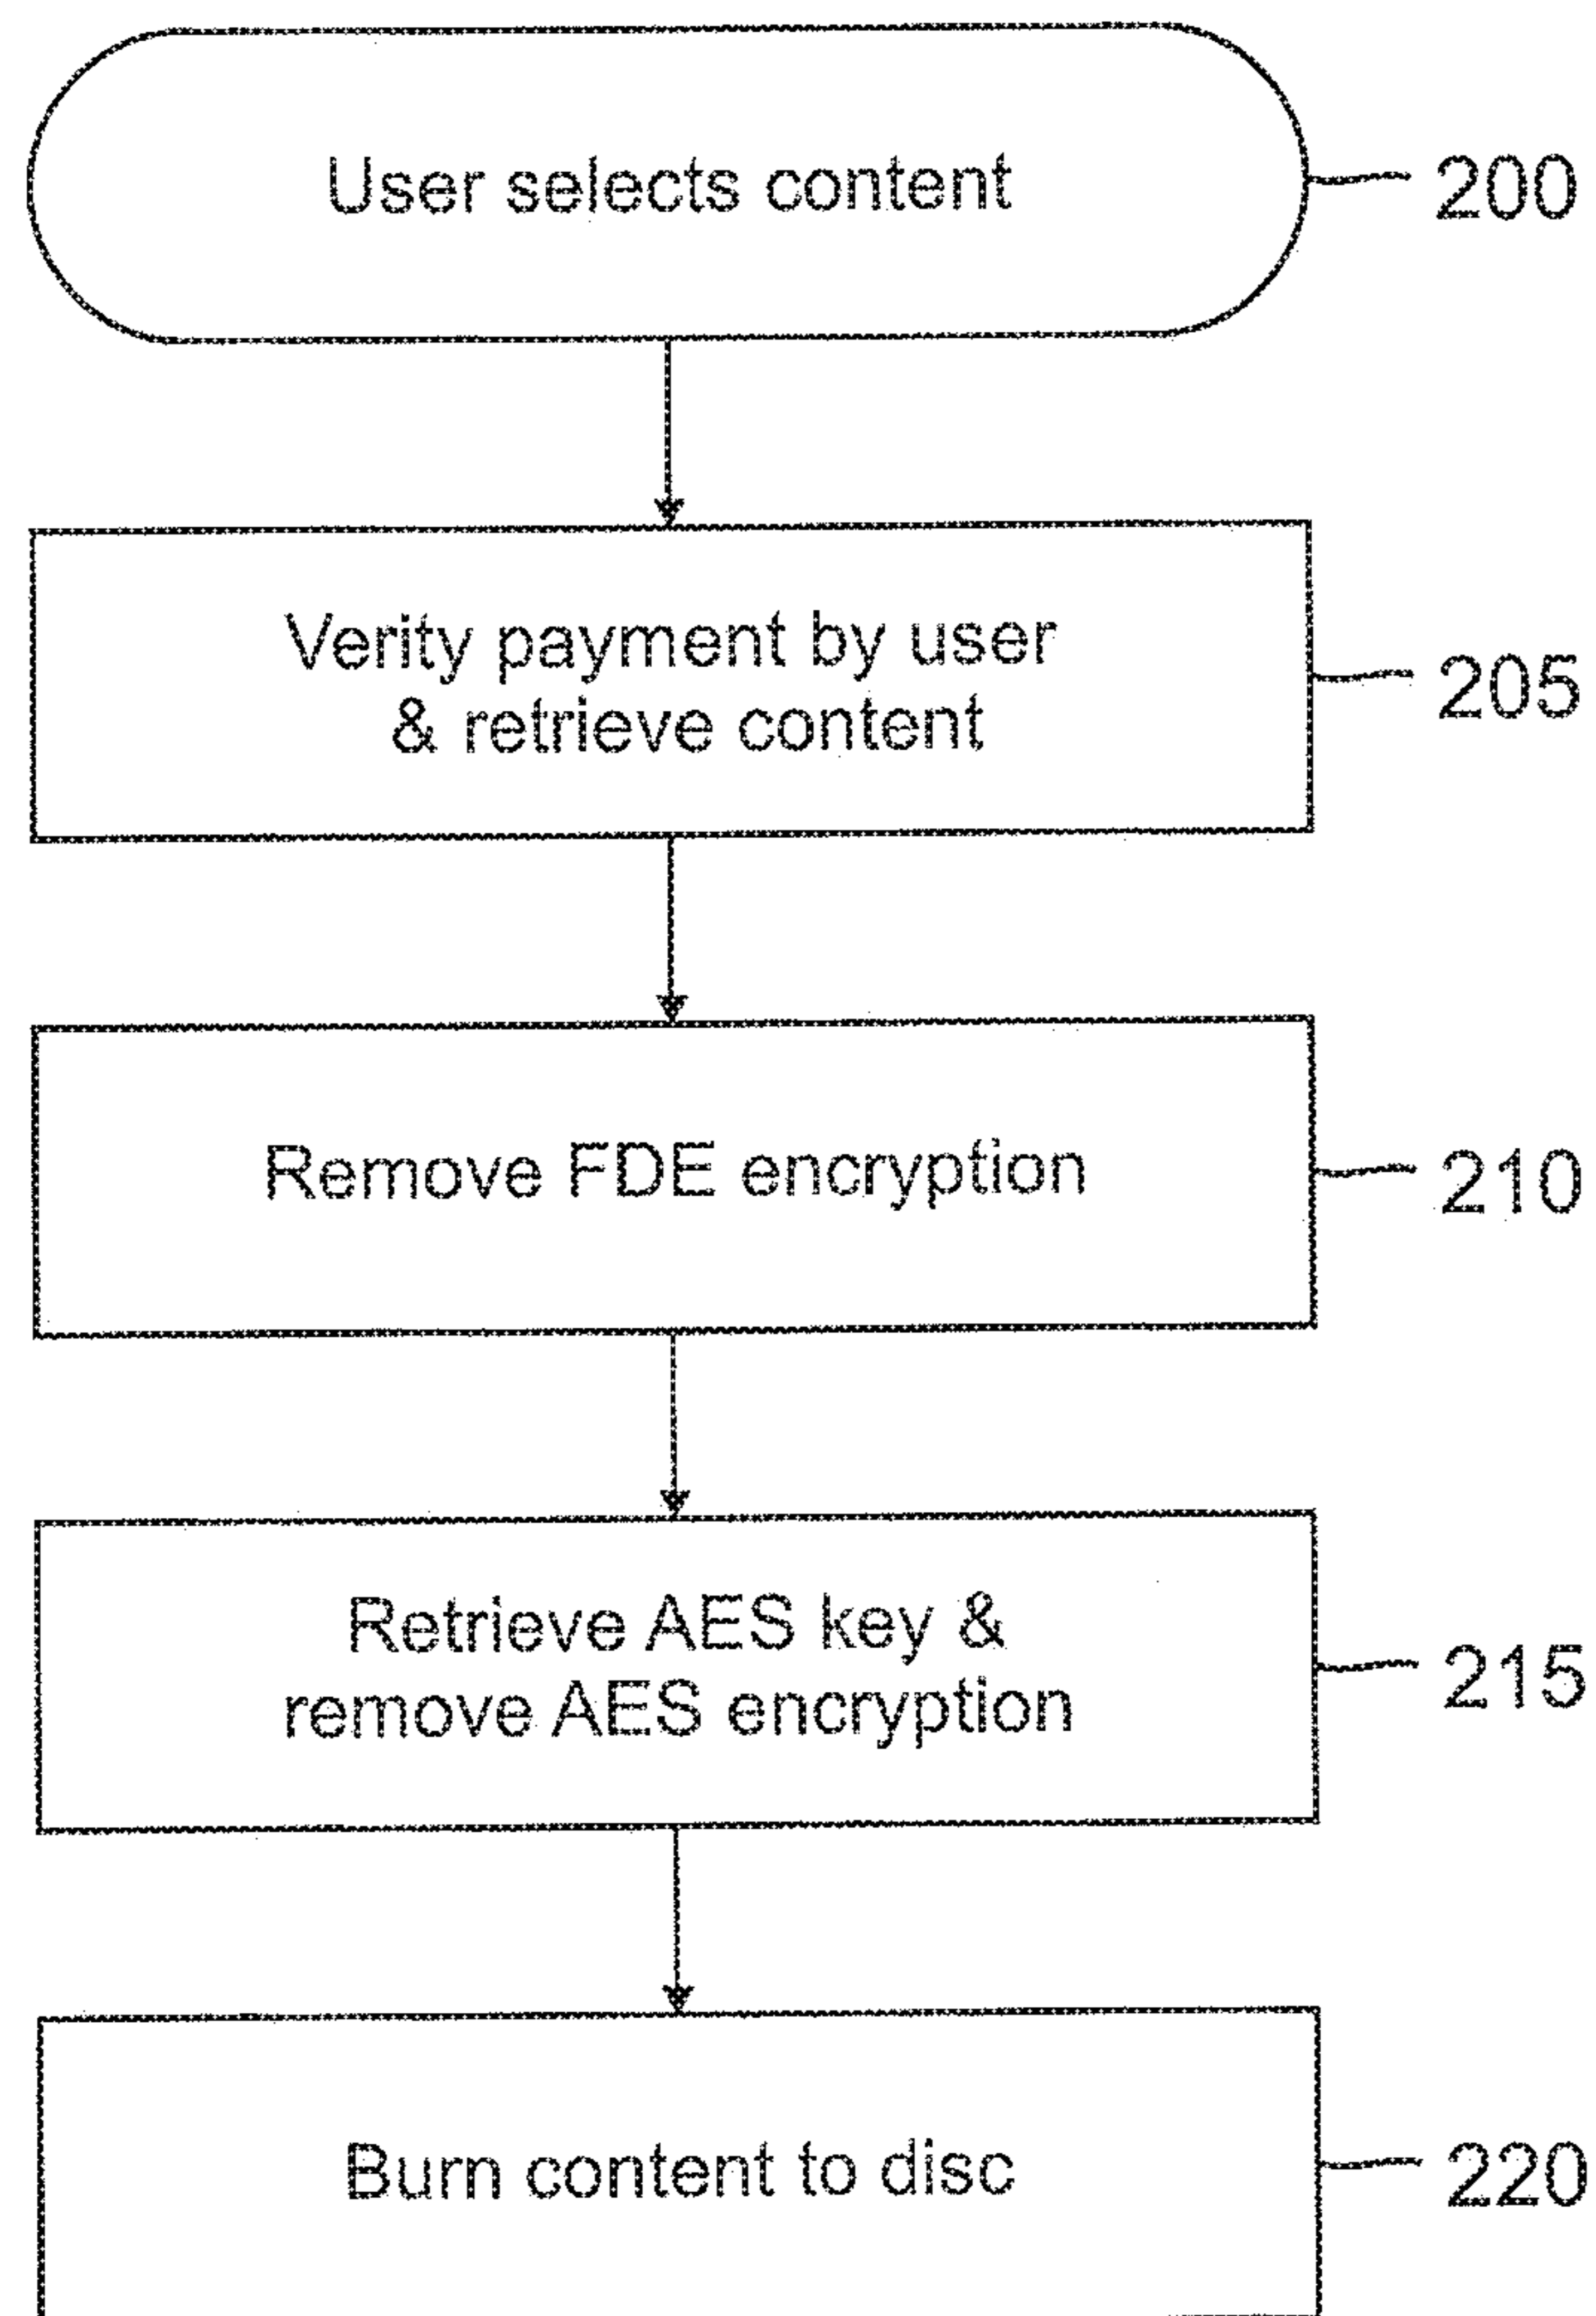 User selects content
200
Verity payment by user
& retrieve content
205
Remove FDE encryption
210
Retrieve AES key &
remove AES encryption
215
Burn content to disc
220